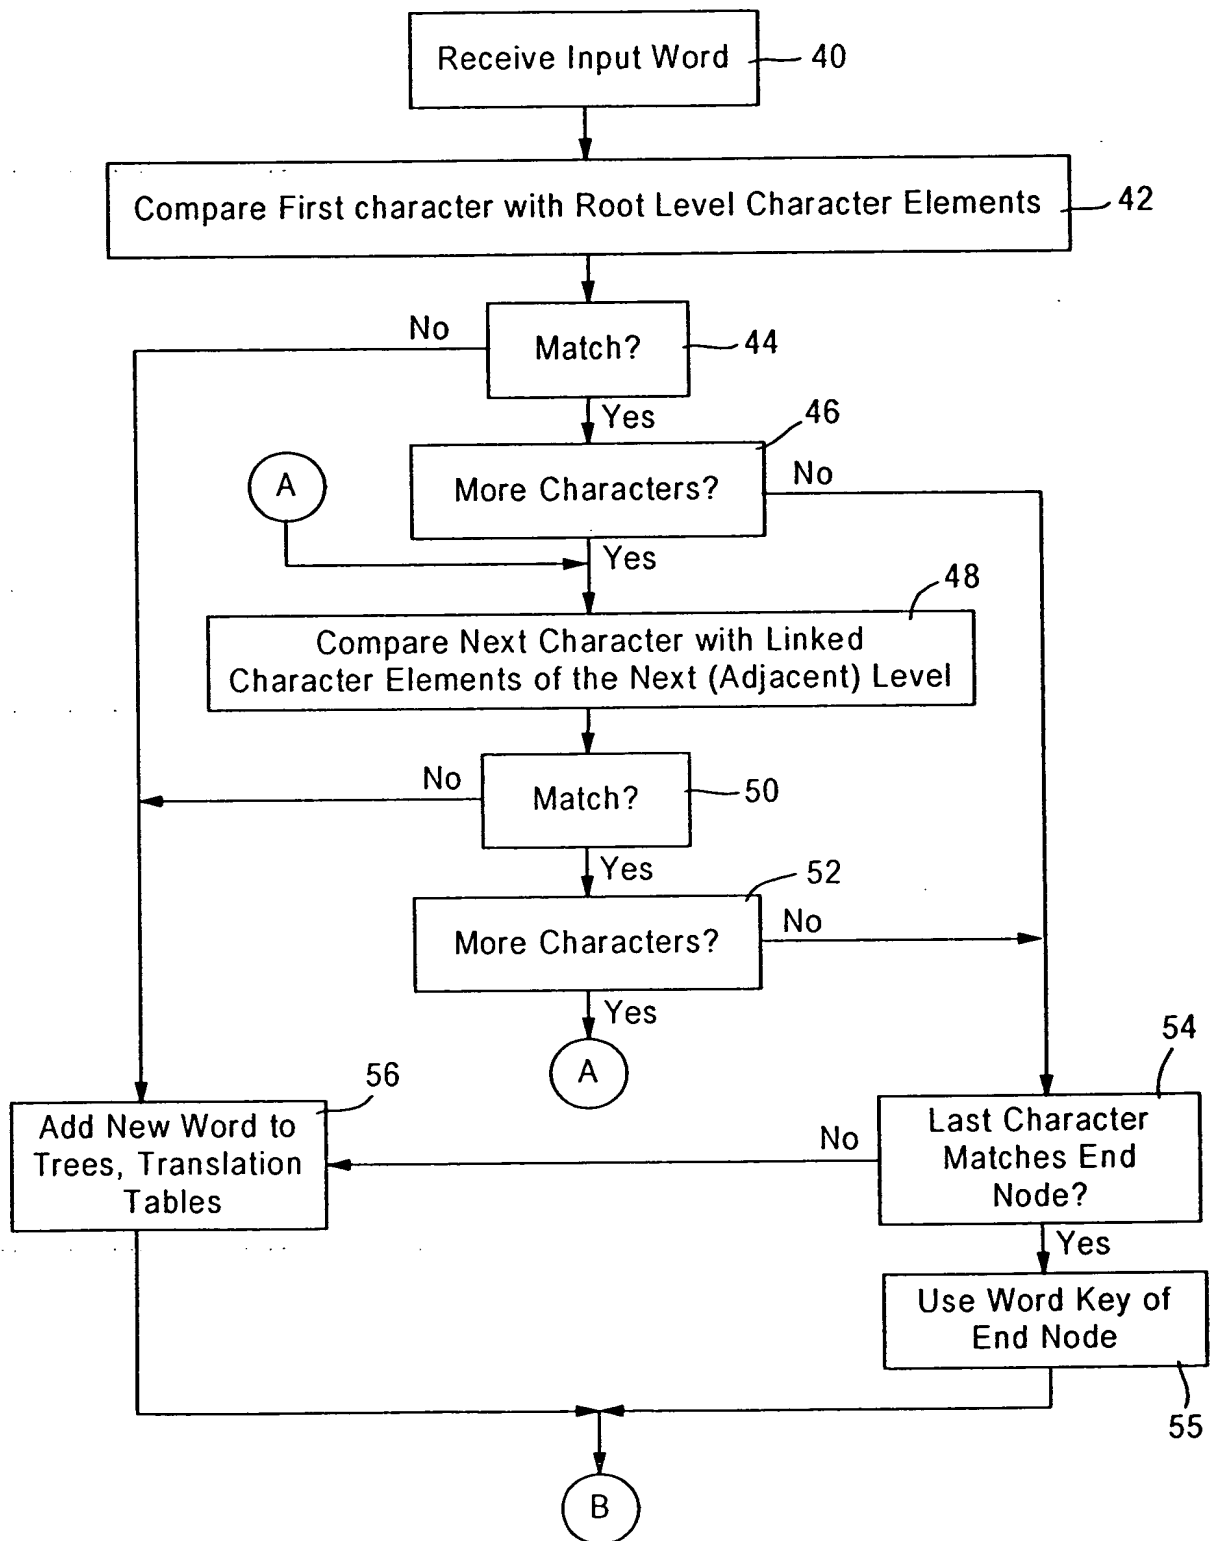 Receive Input Word
40
Compare First character with Root Level Character Elements
42
No
Match?
44
Yes
46
A
More Characters?
No
Yes
48
Compare Next Character with Linked
Character Elements of the Next (Adjacent) Level
No
Match?
50
Yes
52
More Characters?
No
Yes
A
54
56
Add New Word to
Trees, Translation
Tables
No
Last Character
Matches End
Node?
Yes
Use Word Key of
End Node
55
B